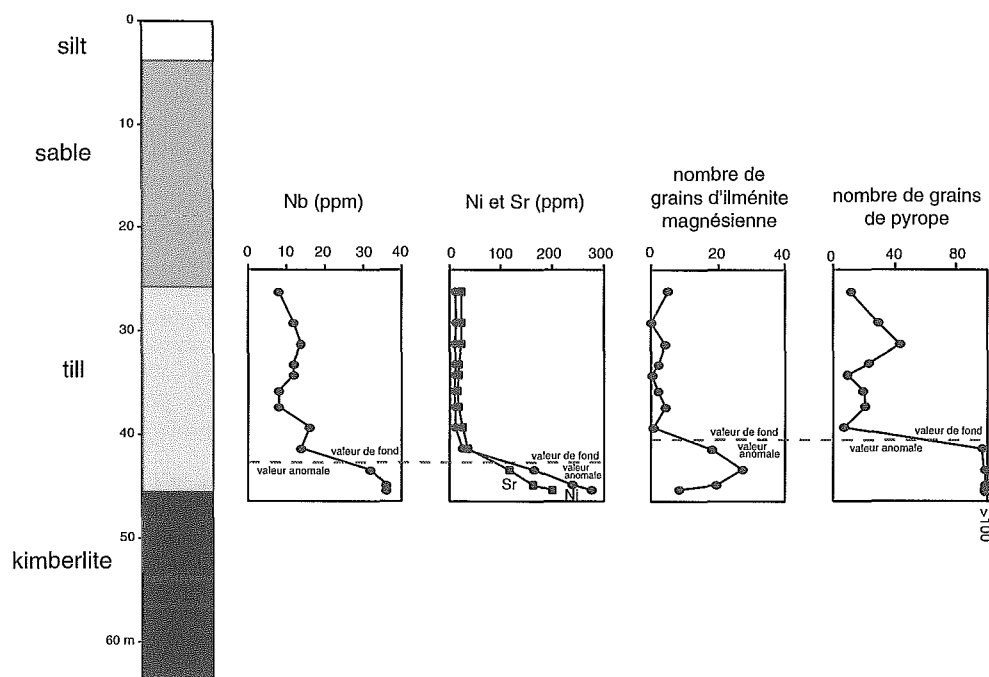 0
silt
10
sable
20
30
till
40
50
kimberlite
60 m
Nb (ppm)
0 10 20 30 40
valeur de fond
valeur anomale
Ni et Sr (ppm)
0 100 200 300
valeur de fond
valeur
anomale
Sr
Ni
nombre de
grains d'ilménite
magnésienne
0 20 40
valeur de fond
valeur
anomale
nombre de grains
de pyrope
0 40 80 100
valeur de fond
valeur anomale
>100